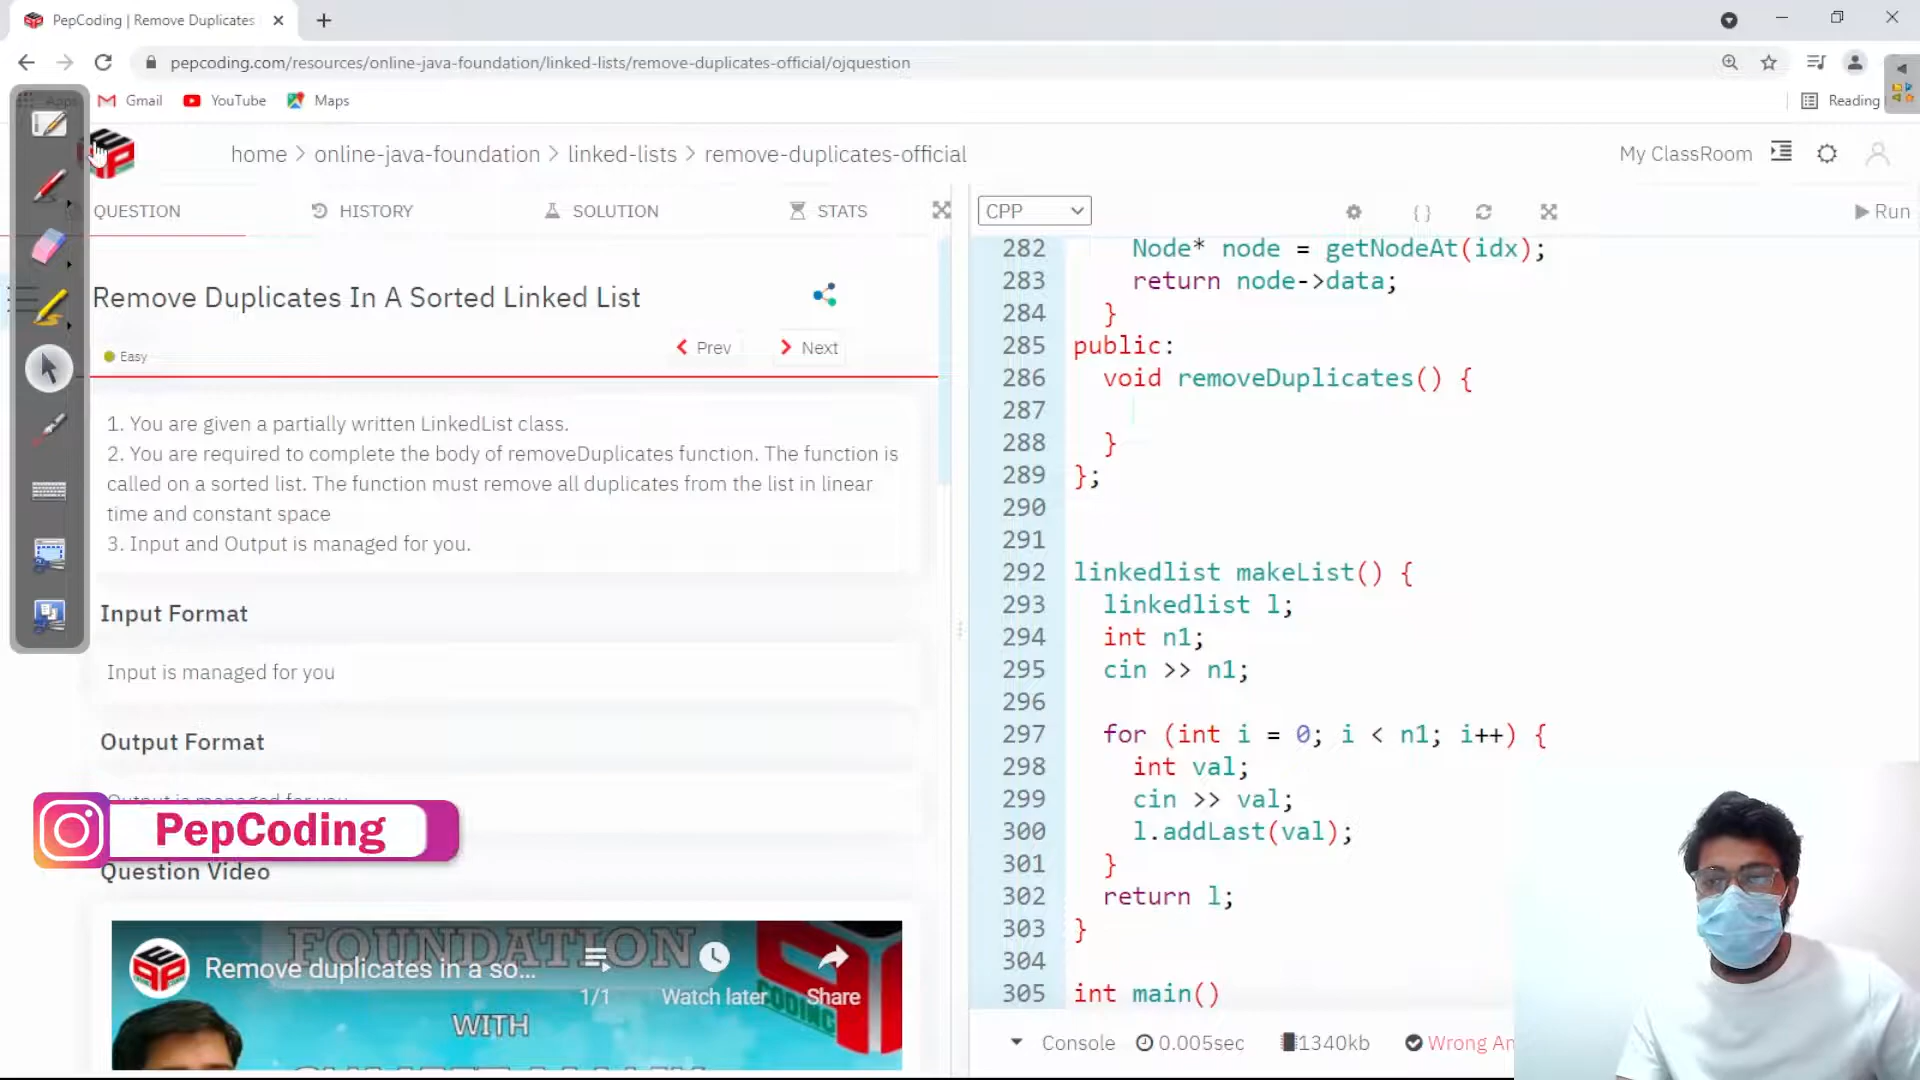 PepCoding | Remove Duplicates
pepcoding.com/resources/online-java-foundation/linked-lists/remove-duplicates-official/ojquestion
Apps
Gmail
YouTube
Maps
Reading
home > online-java-foundation > linked-lists > remove-duplicates-official
My ClassRoom
QUESTION
HISTORY
SOLUTION
STATS
CPP
{ }
Run
Remove Duplicates In A Sorted Linked List
Easy
Prev
Next
1. You are given a partially written LinkedList class.
2. You are required to complete the body of removeDuplicates function. The function is
called on a sorted list. The function must remove all duplicates from the list in linear
time and constant space
3. Input and Output is managed for you.
Input Format
Input is managed for you
Output Format
Output is managed for you
PepCoding
Question Video
FOUNDATION
Remove duplicates in a so...
1/1
Watch later
Share
CODING
WITH
282 Node* node = getNodeAt(idx);
283 return node->data;
284 }
285 public:
286 void removeDuplicates() {
287
288 }
289 };
290
291
292 linkedlist makeList() {
293 linkedlist l;
294 int n1;
295 cin >> n1;
296
297 for (int i = 0; i < n1; i++) {
298 int val;
299 cin >> val;
300 l.addLast(val);
301 }
302 return l;
303 }
304
305 int main()
Console
0.005sec
1340kb
Wrong An